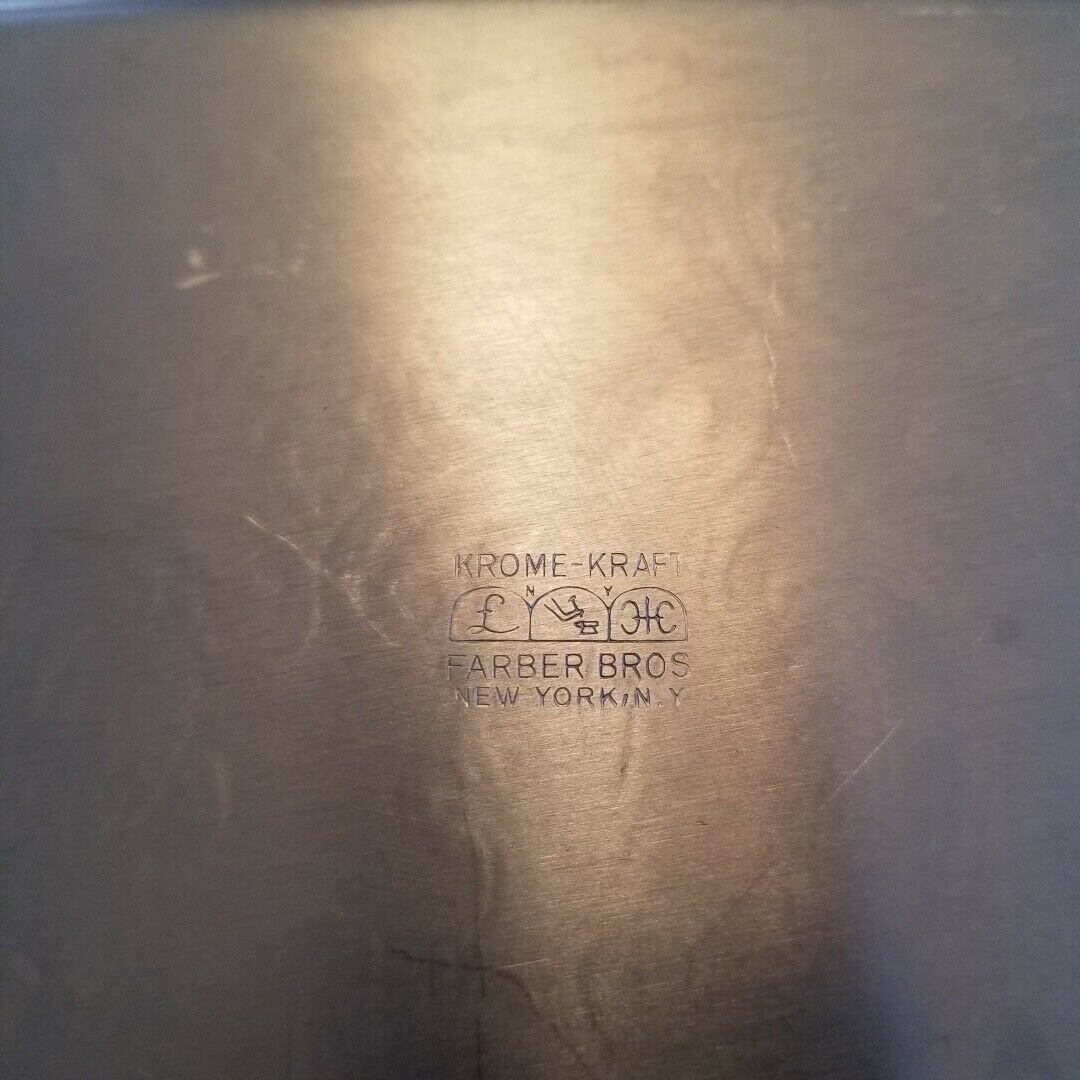 KROME-KRAFT
N Y
FARBER BROS
NEW YORK, N.Y